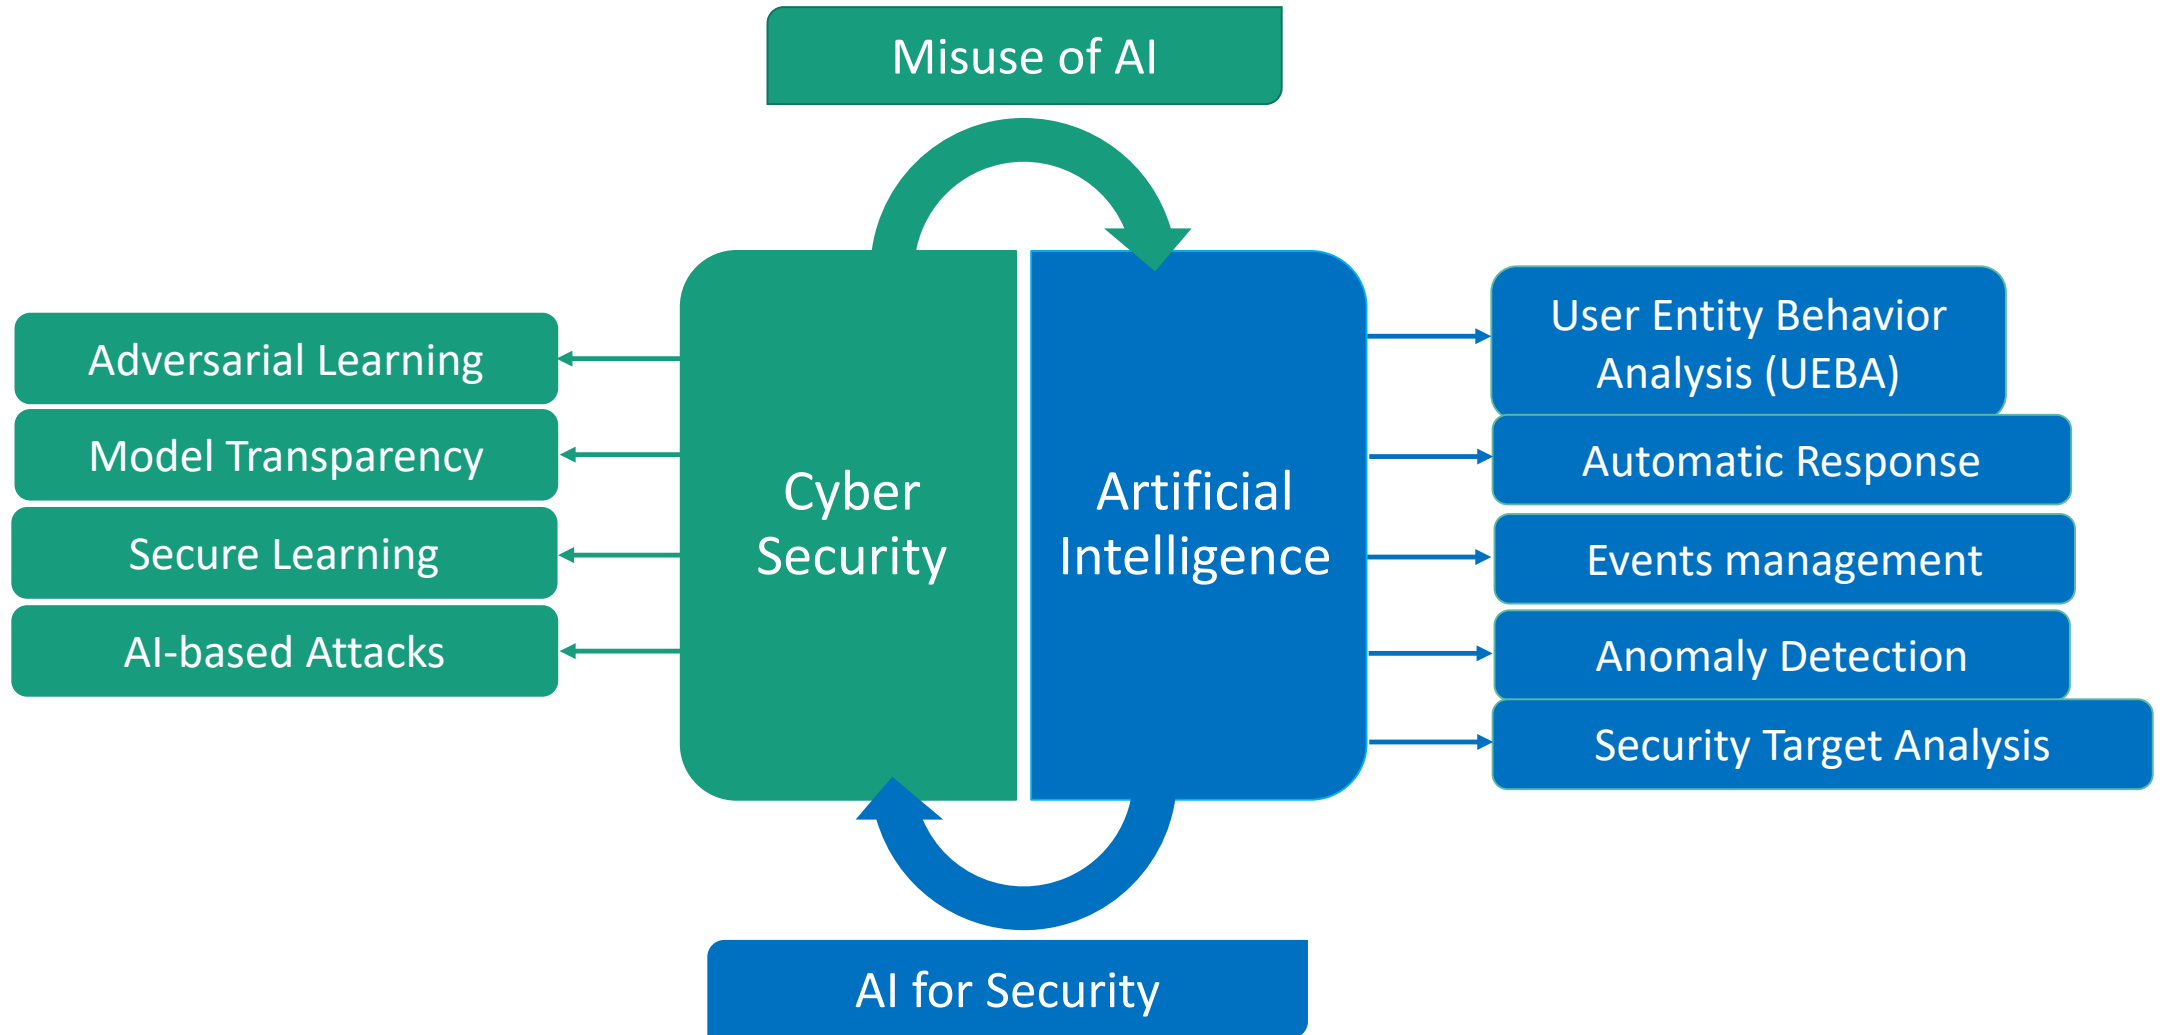 Misuse of AI
Adversarial Learning
Model Transparency
Secure Learning
AI-based Attacks
Cyber
Security
Artificial
Intelligence
User Entity Behavior
Analysis (UEBA)
Automatic Response
Events management
Anomaly Detection
Security Target Analysis
AI for Security